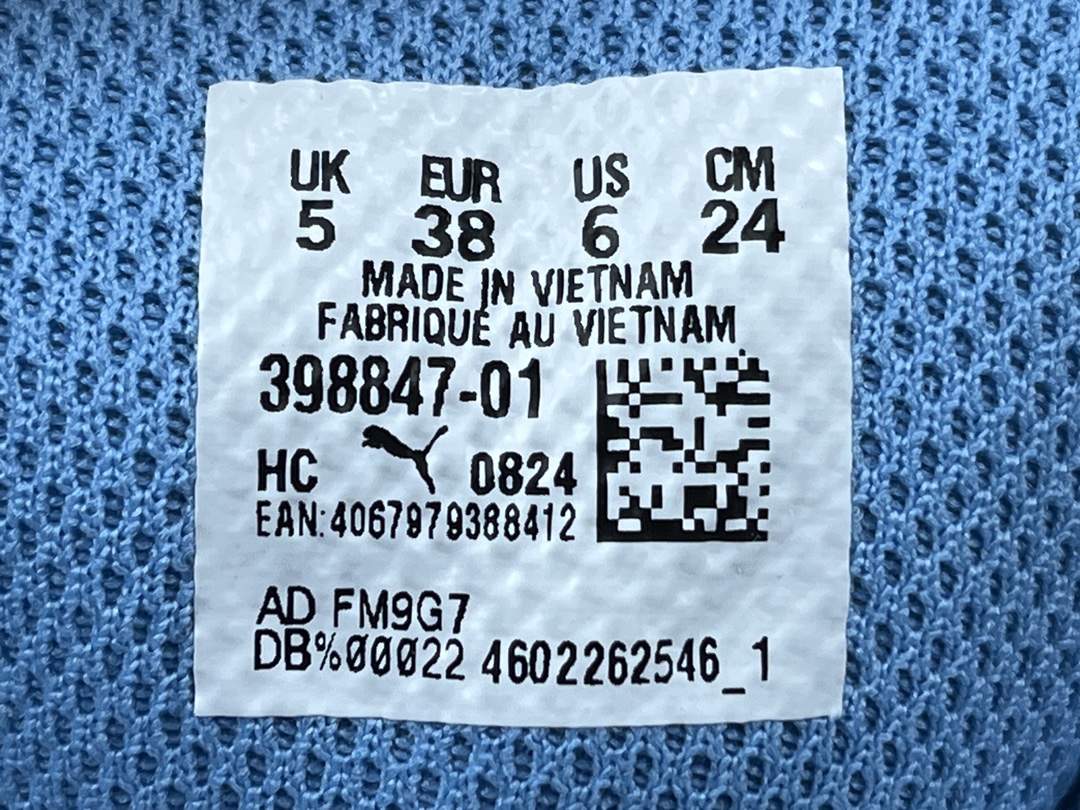 UK EUR US CM
5 38 6 24
MADE IN VIETNAM
FABRIQUÉ AU VIETNAM
398847-01
HC 0824
EAN:4067979388412
AD FM9G7
DB%00022 4602262546_1